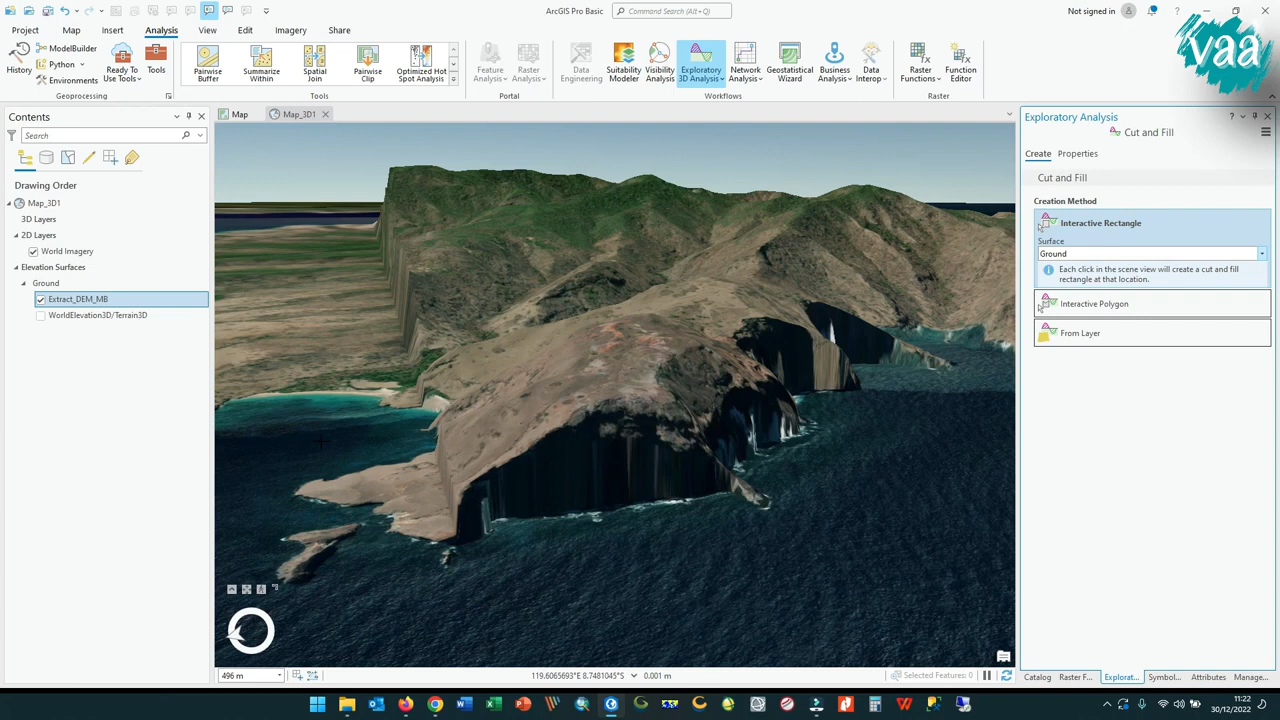 ArcGIS Pro Basic
Command Search (Alt+Q)
Not signed in
vaa
Project
Map
Insert
Analysis
View
Edit
Imagery
Share
History
ModelBuilder
Python
Environments
Ready To Use Tools
Tools
Geoprocessing
Pairwise Buffer
Summarize Within
Spatial Join
Pairwise Clip
Optimized Hot Spot Analysis
Tools
Feature Analysis
Raster Analysis
Portal
Data Engineering
Suitability Modeler
Visibility Analysis
Exploratory 3D Analysis
Network Analysis
Geostatistical Wizard
Business Analysis
Data Interop
Workflows
Raster Functions
Function Editor
Raster
Contents
Search
Drawing Order
Map_3D1
3D Layers
2D Layers
World Imagery
Elevation Surfaces
Ground
Extract_DEM_MB
WorldElevation3D/Terrain3D
Map
Map_3D1
496 m
119.6065693°E 8.7481045°S
0.001 m
Selected Features: 0
Exploratory Analysis
Cut and Fill
Create
Properties
Cut and Fill
Creation Method
Interactive Rectangle
Surface
Ground
Each click in the scene view will create a cut and fill
rectangle at that location.
Interactive Polygon
From Layer
Catalog
Raster F...
Explorat...
Symbol...
Attributes
Manage...
11:22
30/12/2022